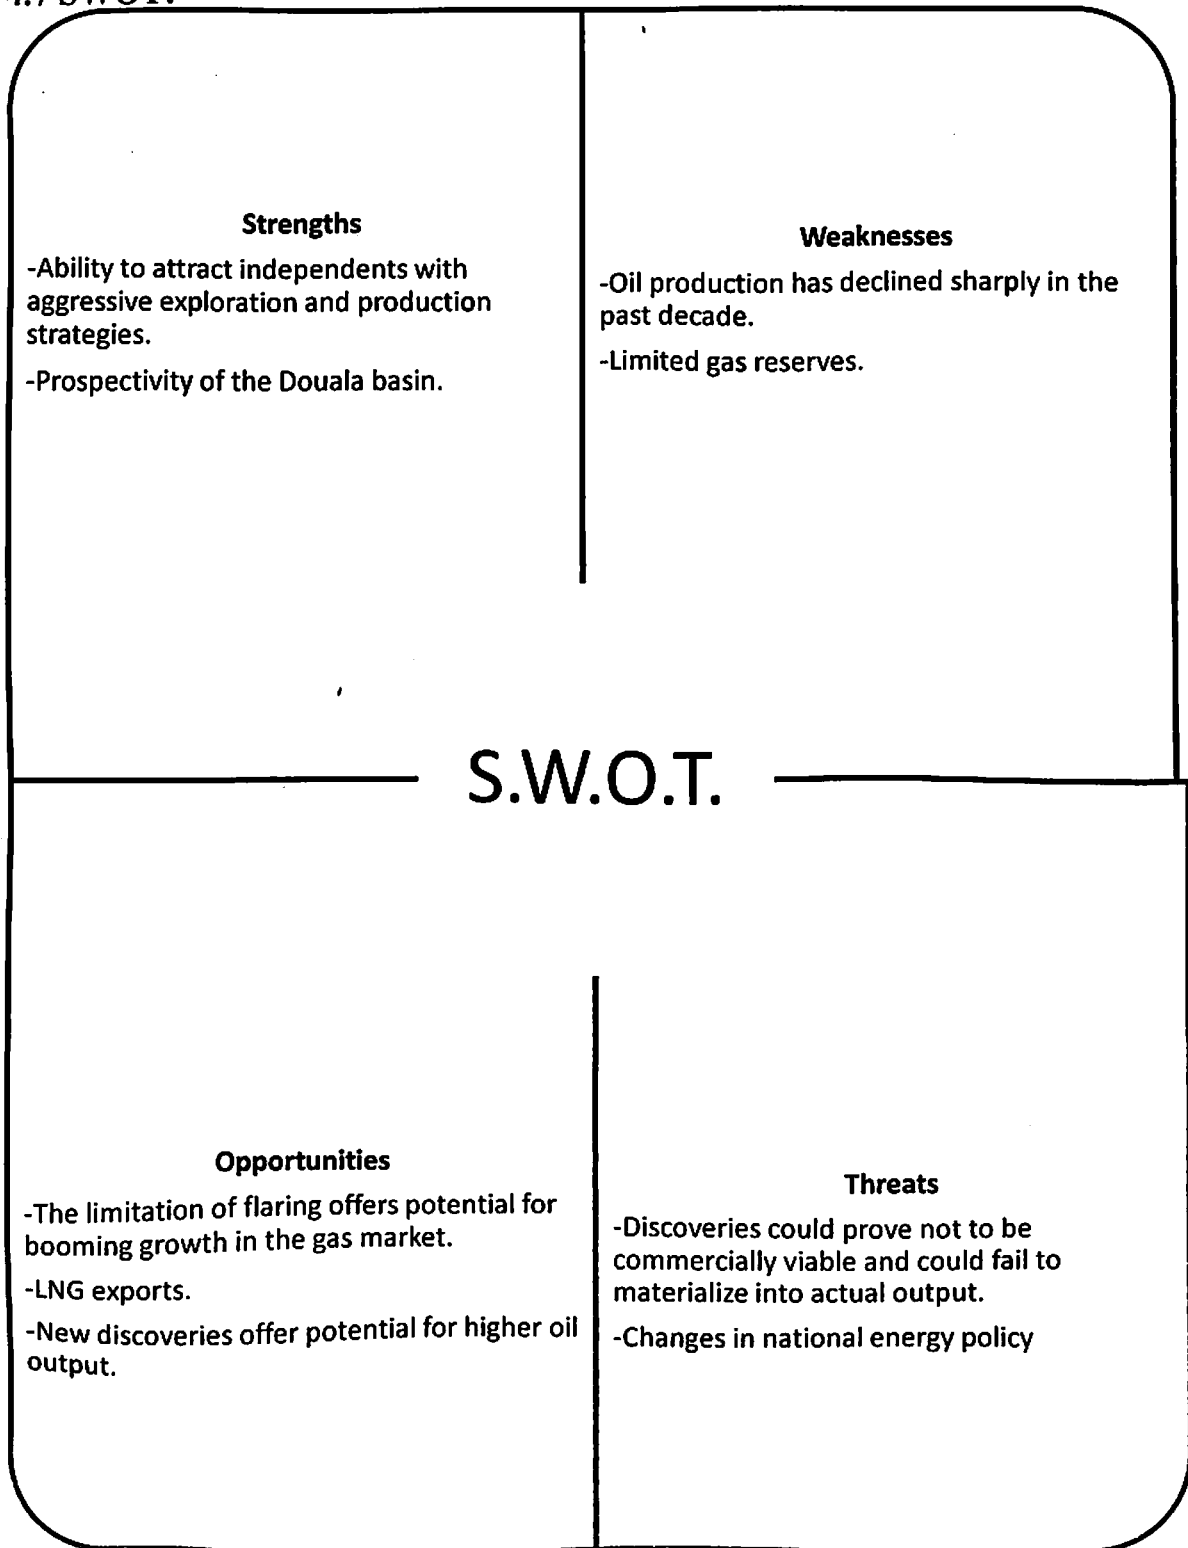 S.W.O.T.
Strengths
-Ability to attract independents with
aggressive exploration and production
strategies.
-Prospectivity of the Douala basin.
Weaknesses
-Oil production has declined sharply in the
past decade.
-Limited gas reserves.
S.W.O.T.
Opportunities
-The limitation of flaring offers potential for
booming growth in the gas market.
-LNG exports.
-New discoveries offer potential for higher oil
output.
Threats
-Discoveries could prove not to be
commercially viable and could fail to
materialize into actual output.
-Changes in national energy policy